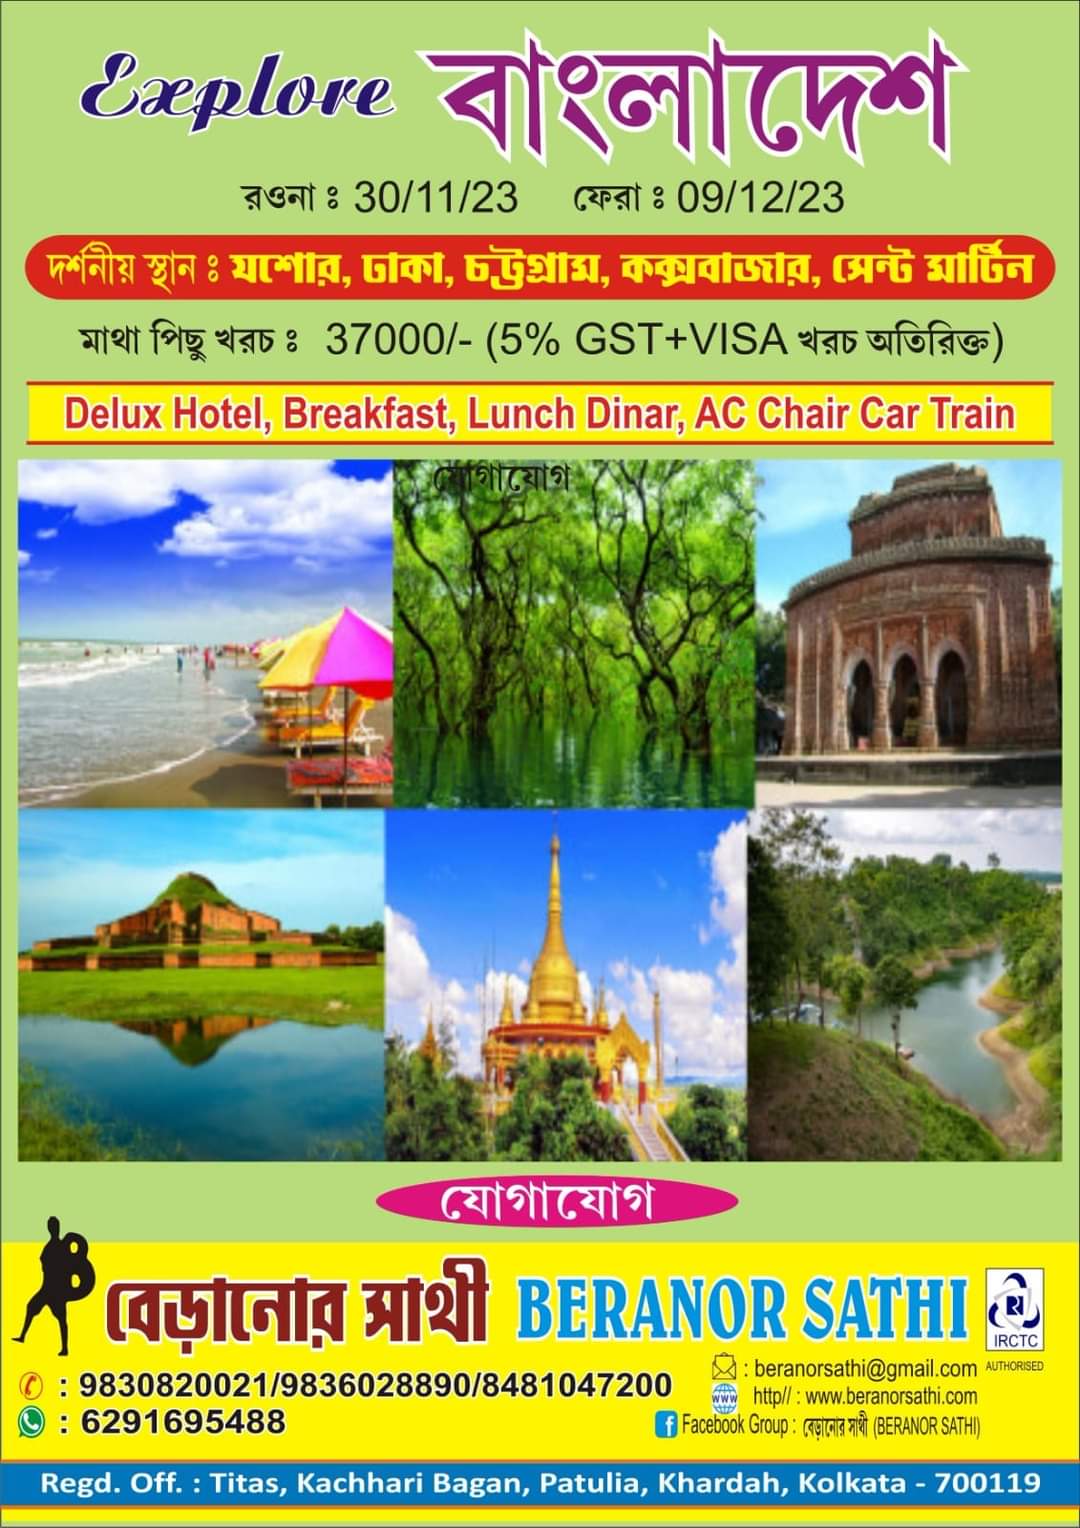 Explore বাংলাদেশ
রওনা ঃ 30/11/23 ফেরা ঃ 09/12/23
দর্শনীয় স্থান ঃ যশোর, ঢাকা, চট্টগ্রাম, কক্সবাজার, সেন্ট মার্টিন
মাথা পিছু খরচ ঃ 37000/- (5% GST+VISA খরচ অতিরিক্ত)
Delux Hotel, Breakfast, Lunch Dinar, AC Chair Car Train
যোগাযোগ
যোগাযোগ
বেড়ানোর সাথী BERANOR SATHI
IRCTC
AUTHORISED
: 9830820021/9836028890/8481047200
: 6291695488
: beranorsathi@gmail.com
www http// : www.beranorsathi.com
Facebook Group : বেড়ানোর সাথী (BERANOR SATHI)
Regd. Off. : Titas, Kachhari Bagan, Patulia, Khardah, Kolkata - 700119